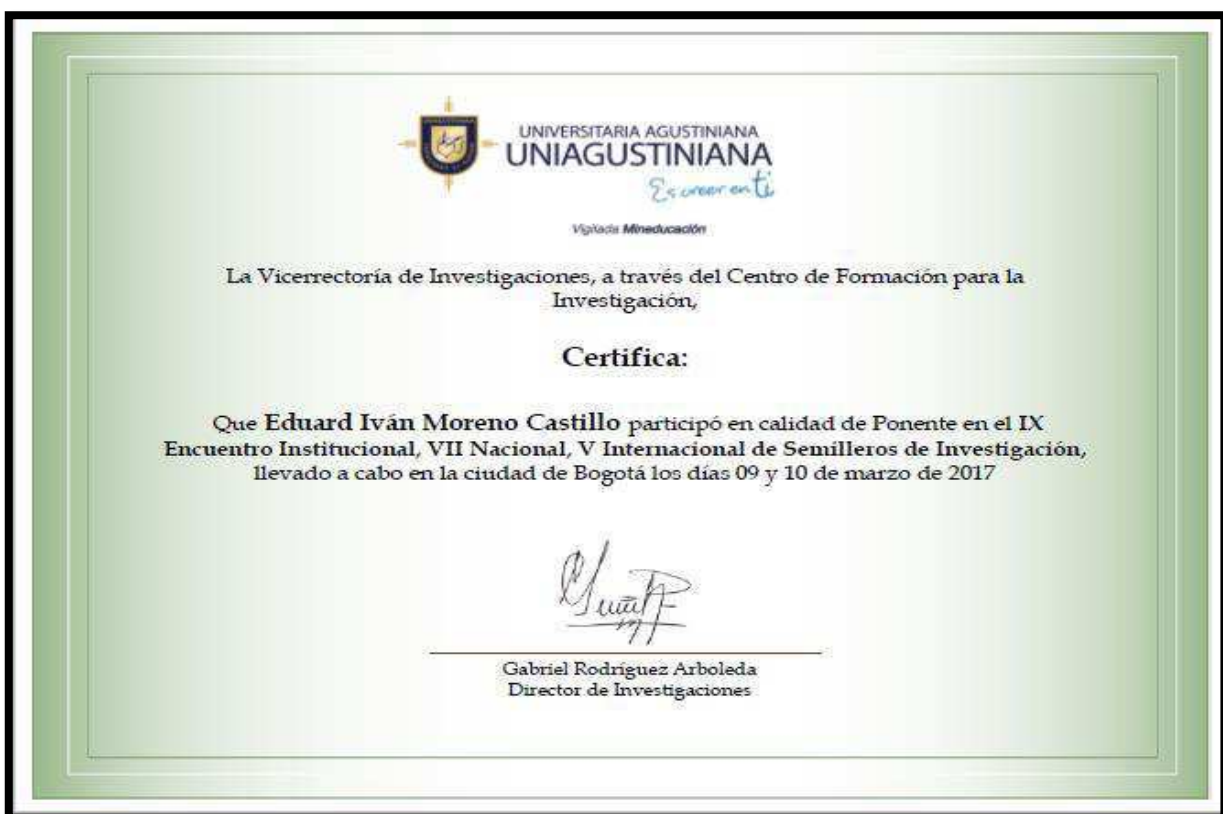 UNIVERSITARIA AGUSTINIANA
UNIAGUSTINIANA
Es creer en ti
Vigilada Mineducación
La Vicerrectoría de Investigaciones, a través del Centro de Formación para la
Investigación,
Certifica:
Que Eduard Iván Moreno Castillo participó en calidad de Ponente en el IX
Encuentro Institucional, VII Nacional, V Internacional de Semilleros de Investigación,
llevado a cabo en la ciudad de Bogotá los días 09 y 10 de marzo de 2017
Gabriel Rodríguez Arboleda
Director de Investigaciones